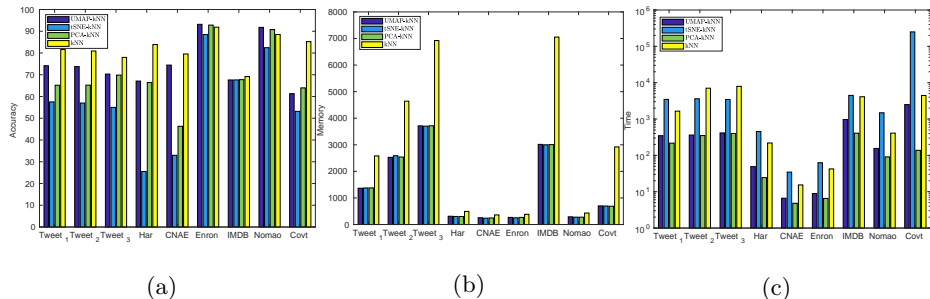 UMAP-kNN
tSNE-kNN
PCA-kNN
kNN
Accuracy
100
90
80
70
60
50
40
30
20
10
0
Tweet 1 Tweet 2 Tweet 3 Har CNAE Enron IMDB Nomao Covt
(a)
UMAP-kNN
tSNE-kNN
PCA-kNN
kNN
Memory
8000
7000
6000
5000
4000
3000
2000
1000
0
Tweet 1 Tweet 2 Tweet 3 Har CNAE Enron IMDB Nomao Covt
(b)
UMAP-kNN
tSNE-kNN
PCA-kNN
kNN
Time
10^6
10^5
10^4
10^3
10^2
10^1
10^0
Tweet 1 Tweet 2 Tweet 3 Har CNAE Enron IMDB Nomao Covt
(c)